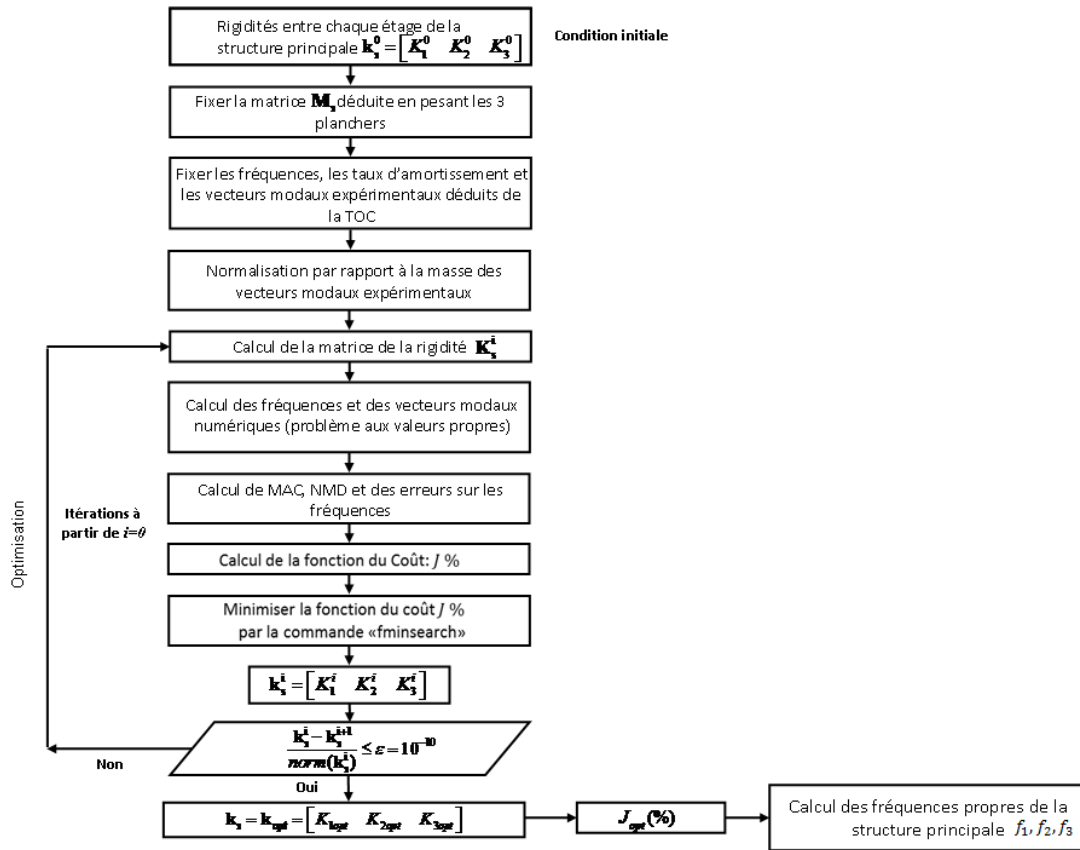 Rigidités entre chaque étage de la
structure principale k_s^0 = [K_1^0 K_2^0 K_3^0]
Condition initiale
Fixer la matrice M_s déduite en pesant les 3
planchers
Fixer les fréquences, les taux d'amortissement et
les vecteurs modaux expérimentaux déduits de
la TOC
Normalisation par rapport à la masse des
vecteurs modaux expérimentaux
Calcul de la matrice de la rigidité K_s^i
Calcul des fréquences et des vecteurs modaux
numériques (problème aux valeurs propres)
Optimisation
Itérations à
partir de i=0
Calcul de MAC, NMD et des erreurs sur les
fréquences
Calcul de la fonction du Coût: J %
Minimiser la fonction du coût J %
par la commande «fminsearch»
k_s^i = [K_1^i K_2^i K_3^i]
k_s^i − k_s^{i+1}
norm(k_s^i)
≤ ε = 10^{-10}
Non
Oui
k_s = k_opt = [K_1opt K_2opt K_3opt]
J_opt (%)
Calcul des fréquences propres de la
structure principale f_1, f_2, f_3